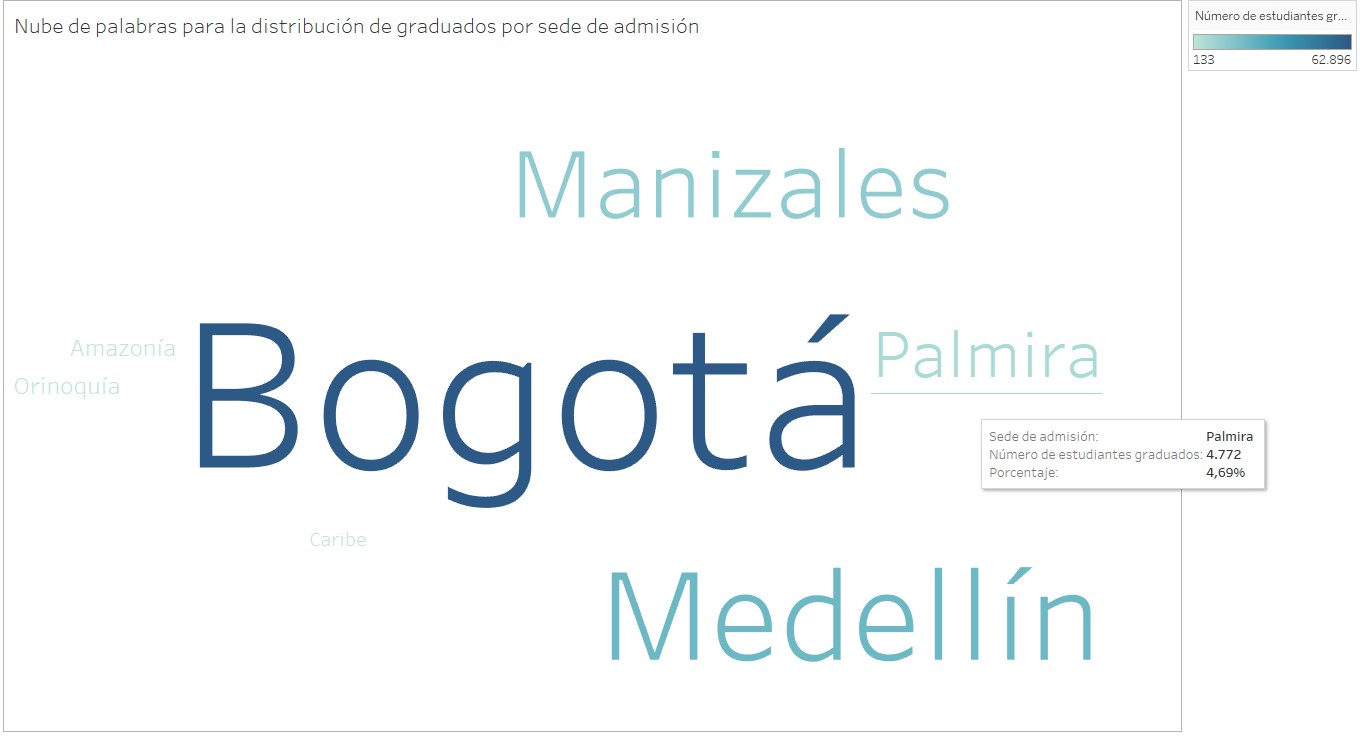 Nube de palabras para la distribución de graduados por sede de admisión
Número de estudiantes gr...
133 62.896
Manizales
Amazonía
Orinoquía
Bogotá
Palmira
Sede de admisión: Palmira
Número de estudiantes graduados: 4.772
Porcentaje: 4,69%
Caribe
Medellín